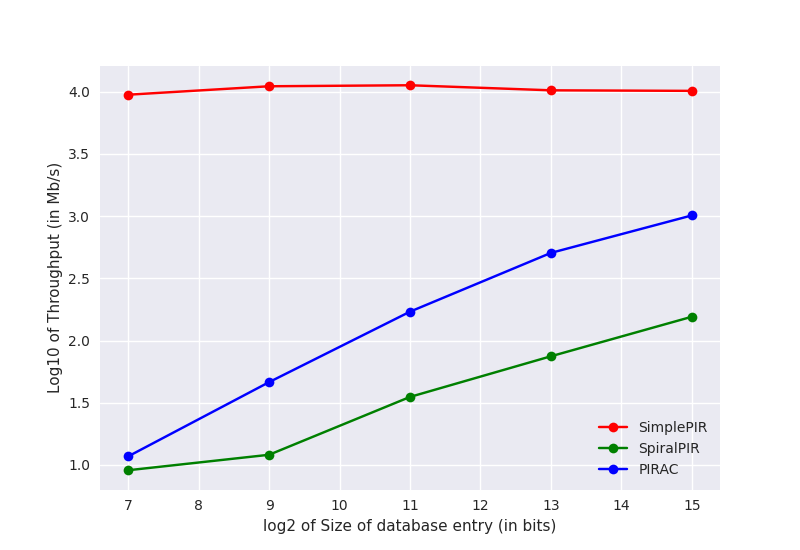 4.0
3.5
3.0
2.5
2.0
1.5
1.0
Log10 of Throughput (in Mb/s)
SimplePIR
SpiralPIR
PIRAC
7 8 9 10 11 12 13 14 15
log2 of Size of database entry (in bits)